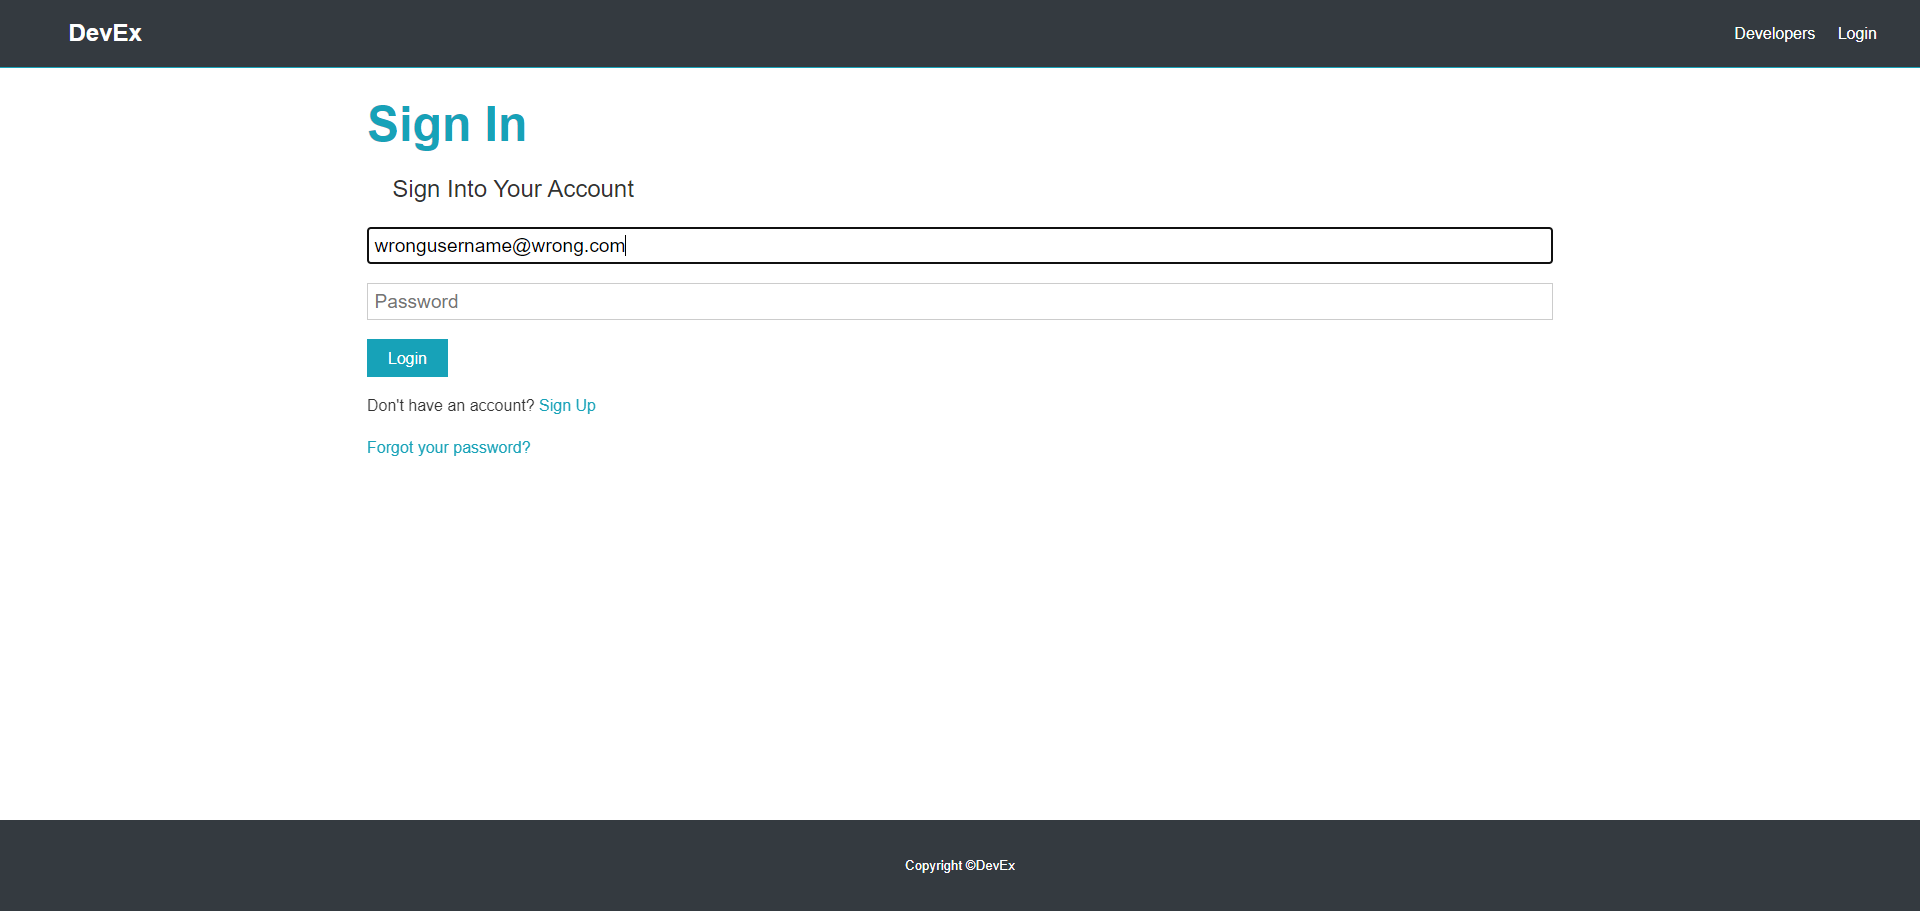 DevEx
Developers Login
Sign In
Sign Into Your Account
wrongusername@wrong.com
Password
Login
Don't have an account? Sign Up
Forgot your password?
Copyright ©DevEx